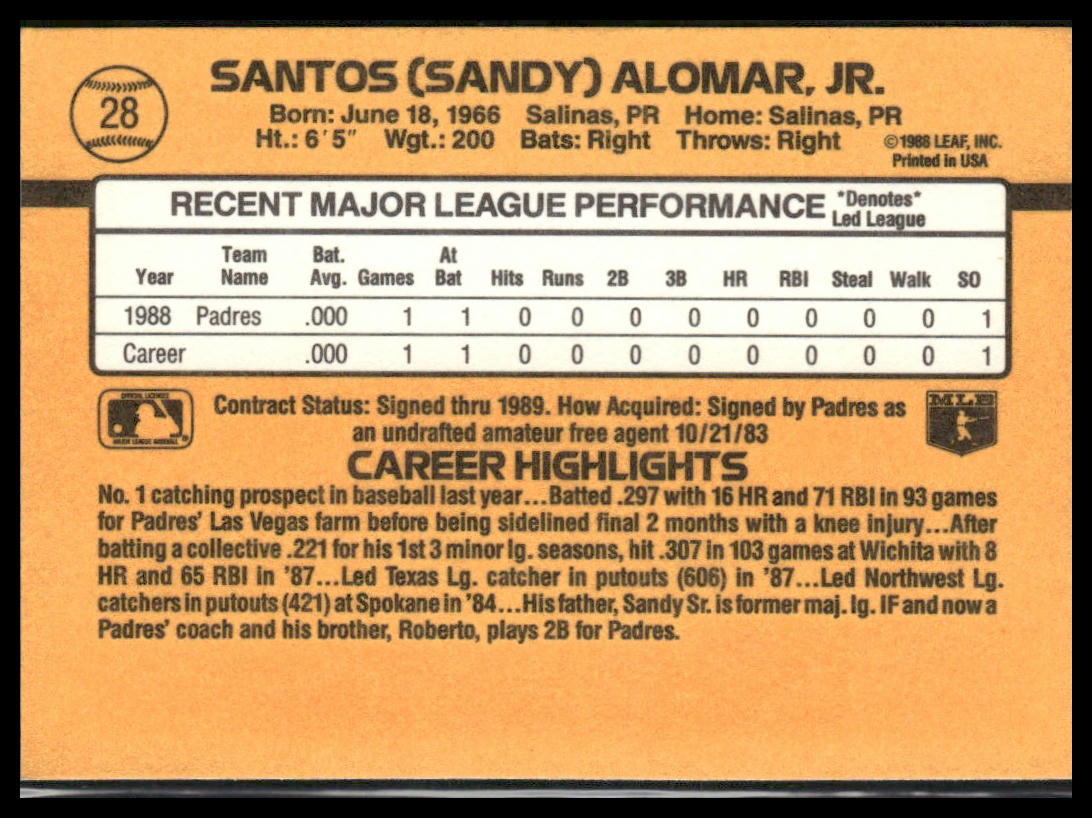 28
SANTOS (SANDY) ALOMAR, JR.
Born: June 18, 1966 Salinas, PR Home: Salinas, PR
Ht.: 6'5" Wgt.: 200 Bats: Right Throws: Right
©1988 LEAF, INC.
Printed in USA
RECENT MAJOR LEAGUE PERFORMANCE *Denotes* Led League
Year Team Name Bat. Avg. Games At Bat Hits Runs 2B 3B HR RBI Steal Walk SO
1988 Padres .000 1 1 0 0 0 0 0 0 0 0 1
Career .000 1 1 0 0 0 0 0 0 0 0 1
OFFICIAL LICENSEE
MAJOR LEAGUE BASEBALL
Contract Status: Signed thru 1989. How Acquired: Signed by Padres as
an undrafted amateur free agent 10/21/83
CAREER HIGHLIGHTS
No. 1 catching prospect in baseball last year...Batted .297 with 16 HR and 71 RBI in 93 games
for Padres' Las Vegas farm before being sidelined final 2 months with a knee injury...After
batting a collective .221 for his 1st 3 minor lg. seasons, hit .307 in 103 games at Wichita with 8
HR and 65 RBI in '87...Led Texas Lg. catcher in putouts (606) in '87...Led Northwest Lg.
catchers in putouts (421) at Spokane in '84...His father, Sandy Sr. is former maj. lg. IF and now a
Padres' coach and his brother, Roberto, plays 2B for Padres.